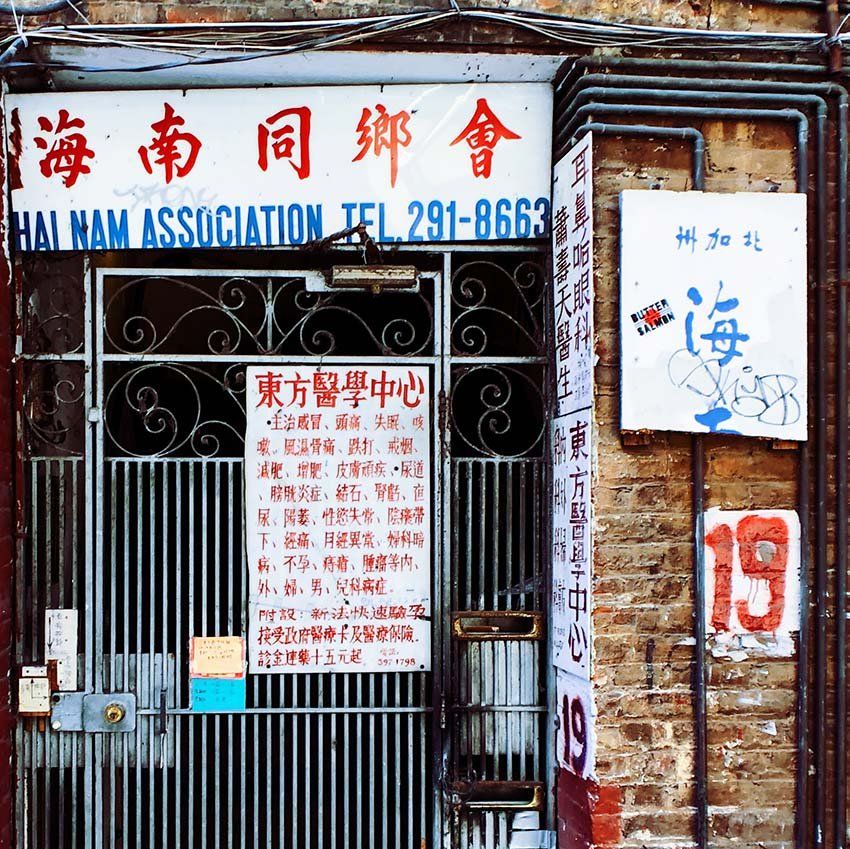 海南同鄉會
HAI NAM ASSOCIATION TEL. 291-8663
東方醫學中心
•主治感冒、頭痛、失眠、咳
嗽、風濕骨痛、跌打、戒烟、
減肥、增肥、皮膚頑疾、•尿道
、膀胱炎症、結石、腎虧、夜
尿、陽萎、性慾失常、陰癢帶
下、經痛、月經異常、婦科暗
病、不孕、痔瘡、腫瘤等内、
外、婦、男、兒科病症。
附設：新法快速驗孕
接受政府醫療卡及醫療保險
診金連藥十五元起
397 1798
耳鼻咽眼科
蕭壽天醫生
東方醫學中心
19
州加北
海
BUTTER
SALMON
19